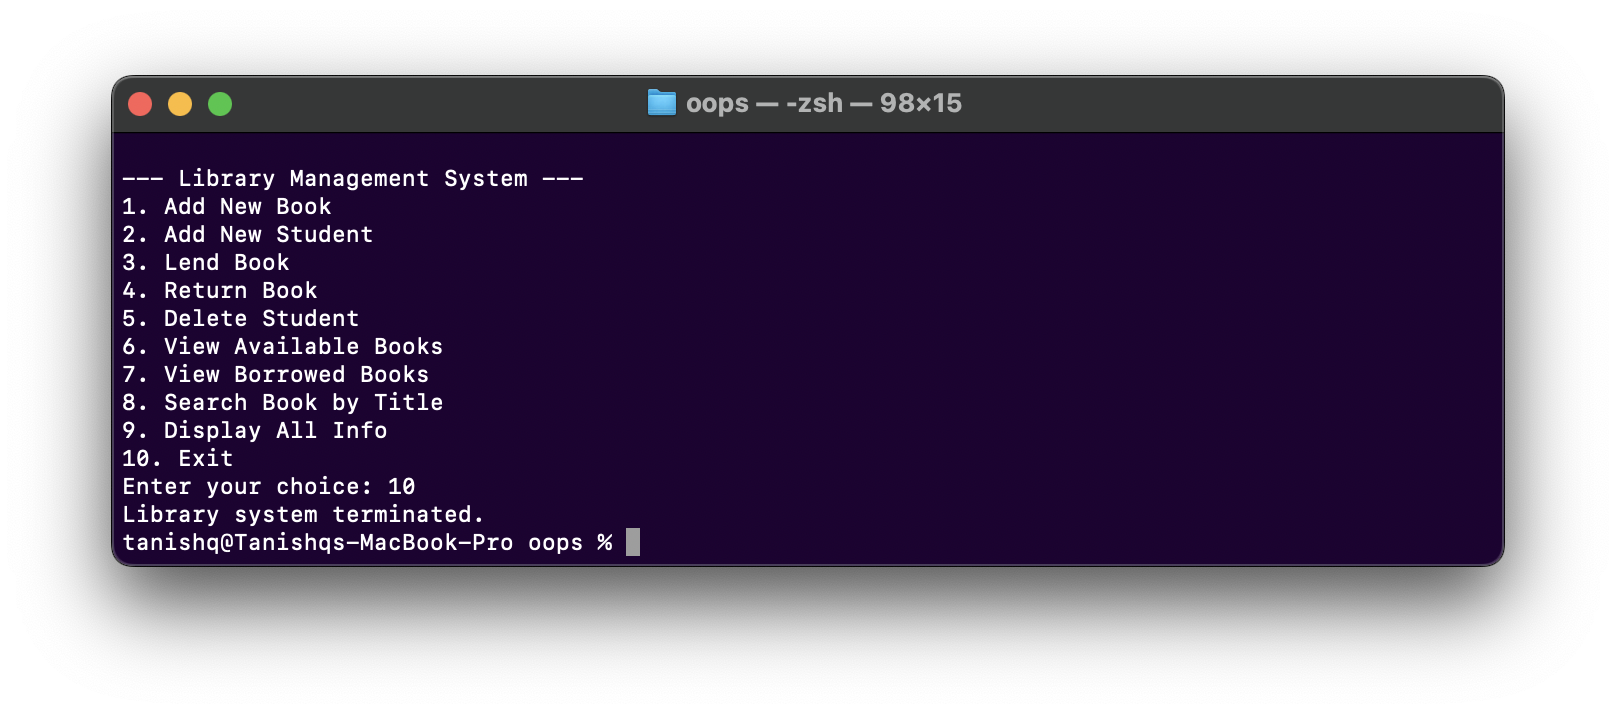 oops — -zsh — 98×15
--- Library Management System ---
1. Add New Book
2. Add New Student
3. Lend Book
4. Return Book
5. Delete Student
6. View Available Books
7. View Borrowed Books
8. Search Book by Title
9. Display All Info
10. Exit
Enter your choice: 10
Library system terminated.
tanishq@Tanishqs-MacBook-Pro oops %